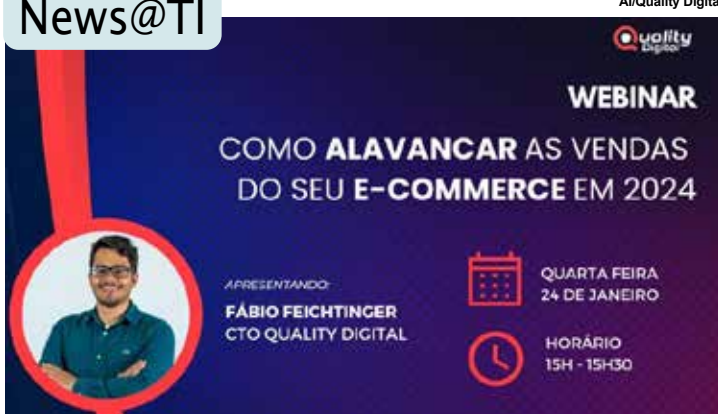 AI/Quality Digital
News@TI
Quality
Digital
WEBINAR
COMO ALAVANCAR AS VENDAS
DO SEU E-COMMERCE EM 2024
APRESENTANDO:
FÁBIO FEICHTINGER
CTO QUALITY DIGITAL
QUARTA FEIRA
24 DE JANEIRO
HORÁRIO
15H - 15H30